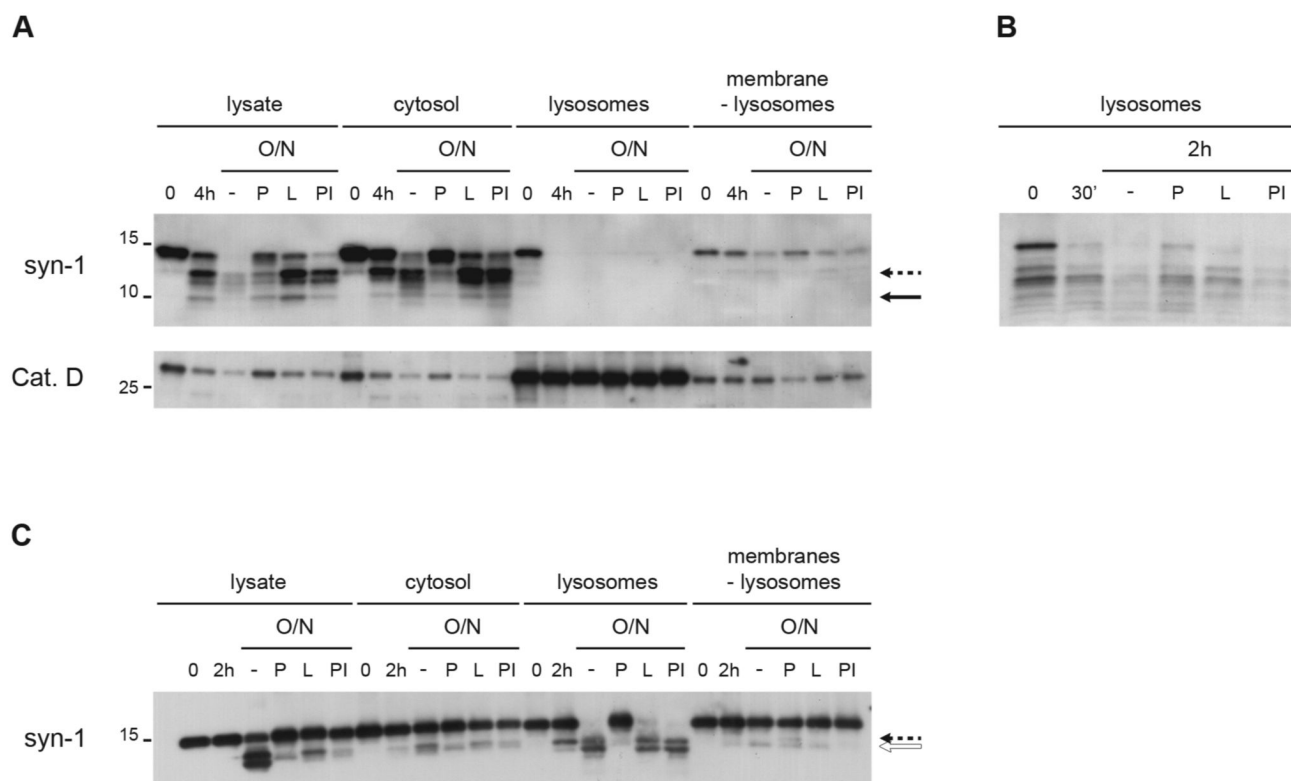 A
lysate cytosol lysosomes membrane - lysosomes
O/N O/N O/N O/N
0 4h - P L PI 0 4h - P L PI 0 4h - P L PI 0 4h - P L PI
syn-1 15
10
Cat. D 25
B
lysosomes
2h
0 30' - P L PI
C
lysate cytosol lysosomes membranes - lysosomes
O/N O/N O/N O/N
0 2h - P L PI 0 2h - P L PI 0 2h - P L PI 0 2h - P L PI
syn-1 15